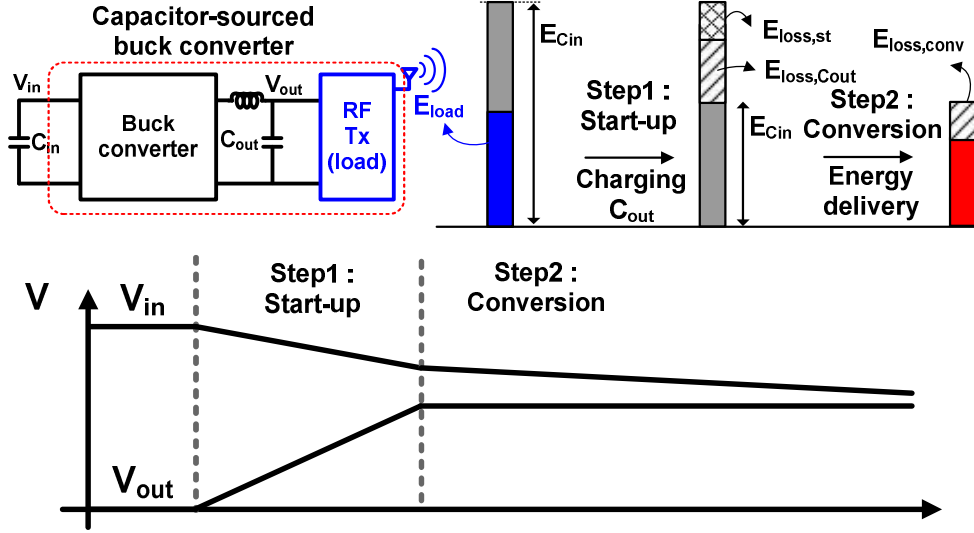 Capacitor-sourced
buck converter
Vin
Cin
Buck
converter
Vout
Cout
RF
Tx
(load)
Eload
ECin
Step1 :
Start-up
Charging
Cout
Eloss,st
Eloss,Cout
ECin
Step2 :
Conversion
Energy
delivery
Eloss,conv
V
Vin
Vout
Step1 :
Start-up
Step2 :
Conversion